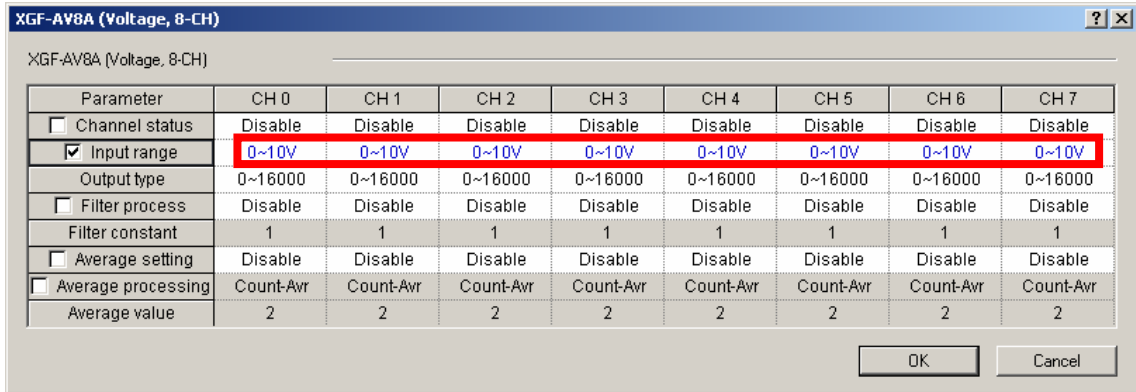 XGF-AV8A (Voltage, 8-CH)
XGF-AV8A (Voltage, 8-CH)
Parameter CH 0 CH 1 CH 2 CH 3 CH 4 CH 5 CH 6 CH 7
Channel status Disable Disable Disable Disable Disable Disable Disable Disable
Input range 0~10V 0~10V 0~10V 0~10V 0~10V 0~10V 0~10V 0~10V
Output type 0~16000 0~16000 0~16000 0~16000 0~16000 0~16000 0~16000 0~16000
Filter process Disable Disable Disable Disable Disable Disable Disable Disable
Filter constant 1 1 1 1 1 1 1 1
Average setting Disable Disable Disable Disable Disable Disable Disable Disable
Average processing Count-Avr Count-Avr Count-Avr Count-Avr Count-Avr Count-Avr Count-Avr Count-Avr
Average value 2 2 2 2 2 2 2 2
OK Cancel